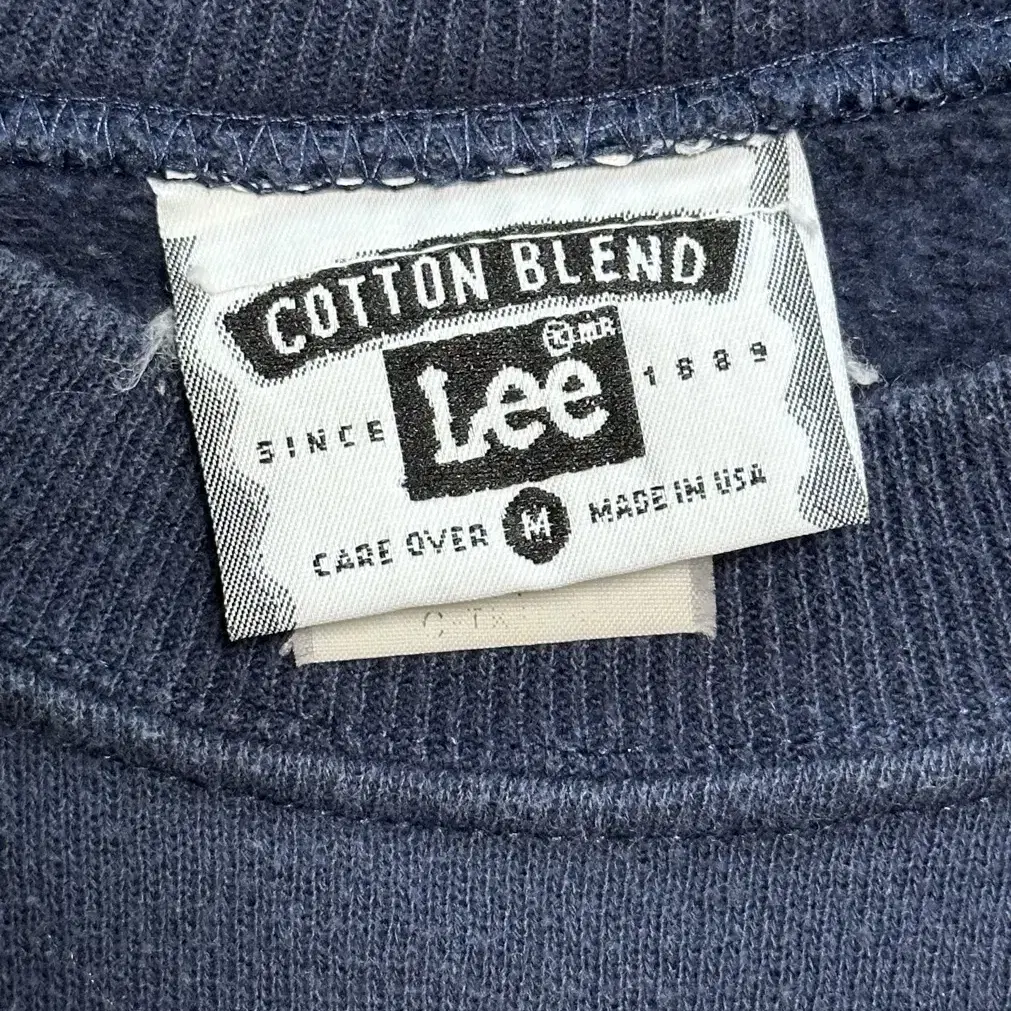 COTTON BLEND
® MR
SINCE Lee 1889
CARE OVER M MADE IN USA